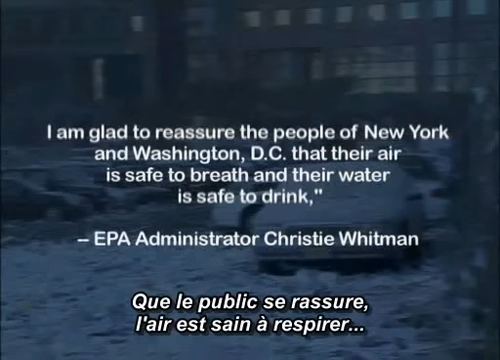 I am glad to reassure the people of New York
and Washington, D.C. that their air
is safe to breath and their water
is safe to drink,"
– EPA Administrator Christie Whitman
Que le public se rassure,
l'air est sain à respirer...